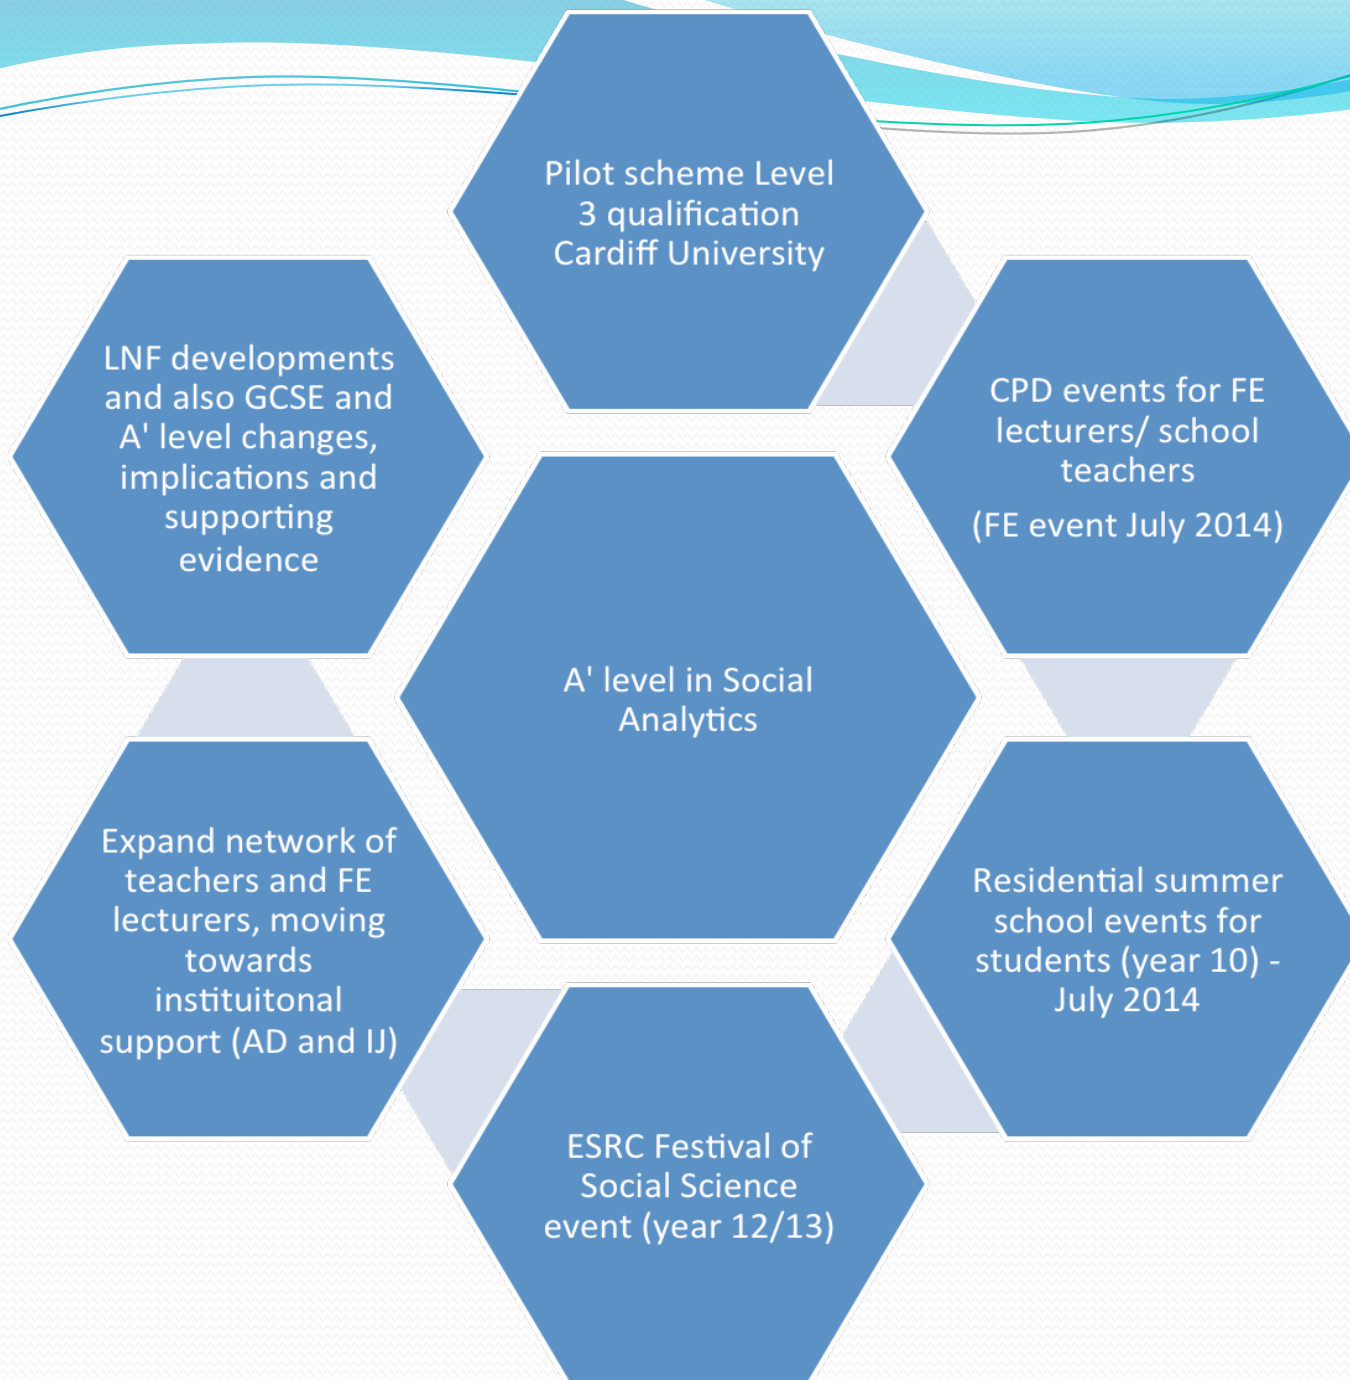 Pilot scheme Level
3 qualification
Cardiff University
LNF developments
and also GCSE and
A' level changes,
implications and
supporting
evidence
CPD events for FE
lecturers/ school
teachers
(FE event July 2014)
A' level in Social
Analytics
Expand network of
teachers and FE
lecturers, moving
towards
instituitonal
support (AD and IJ)
Residential summer
school events for
students (year 10) -
July 2014
ESRC Festival of
Social Science
event (year 12/13)